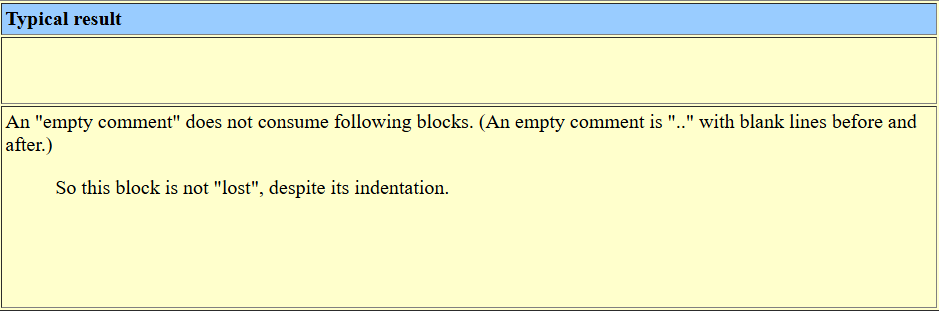 Typical result
An "empty comment" does not consume following blocks. (An empty comment is ".." with blank lines before and
after.)
So this block is not "lost", despite its indentation.